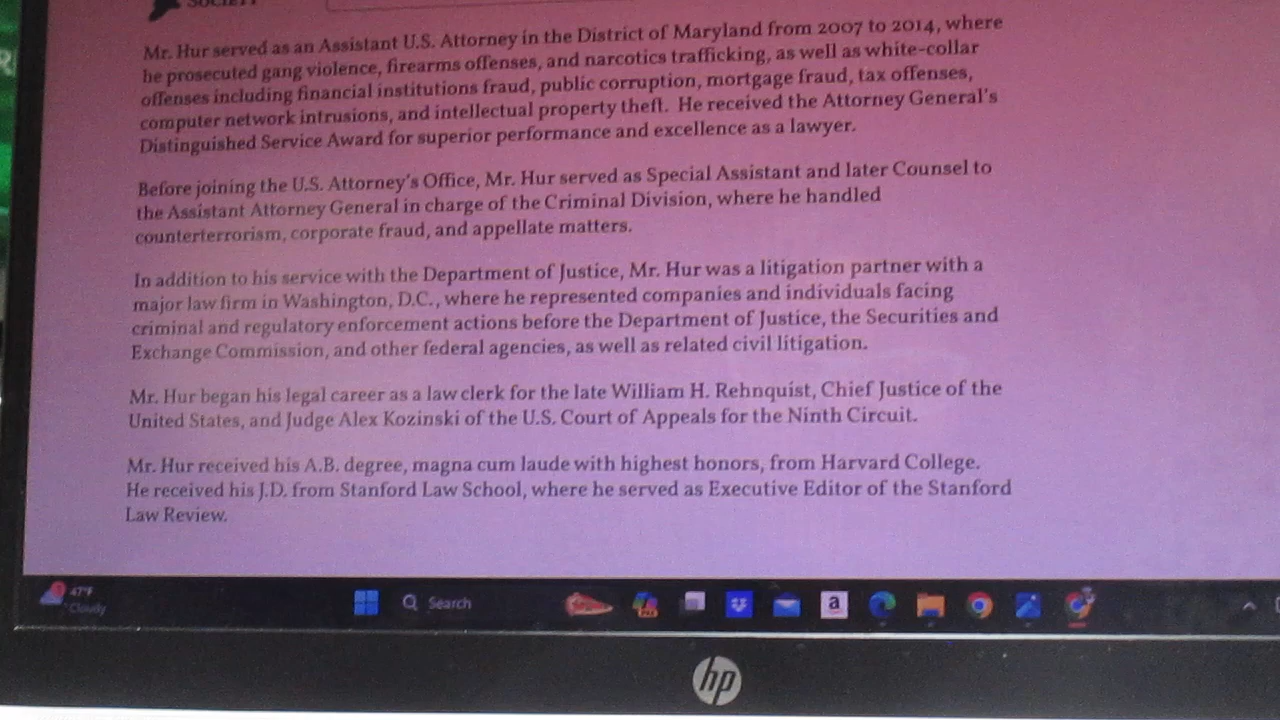 SOCIETY
Mr. Hur served as an Assistant U.S. Attorney in the District of Maryland from 2007 to 2014, where
he prosecuted gang violence, firearms offenses, and narcotics trafficking, as well as white-collar
offenses including financial institutions fraud, public corruption, mortgage fraud, tax offenses,
computer network intrusions, and intellectual property theft. He received the Attorney General's
Distinguished Service Award for superior performance and excellence as a lawyer.
Before joining the U.S. Attorney's Office, Mr. Hur served as Special Assistant and later Counsel to
the Assistant Attorney General in charge of the Criminal Division, where he handled
counterterrorism, corporate fraud, and appellate matters.
In addition to his service with the Department of Justice, Mr. Hur was a litigation partner with a
major law firm in Washington, D.C., where he represented companies and individuals facing
criminal and regulatory enforcement actions before the Department of Justice, the Securities and
Exchange Commission, and other federal agencies, as well as related civil litigation.
Mr. Hur began his legal career as a law clerk for the late William H. Rehnquist, Chief Justice of the
United States, and Judge Alex Kozinski of the U.S. Court of Appeals for the Ninth Circuit.
Mr. Hur received his A.B. degree, magna cum laude with highest honors, from Harvard College.
He received his J.D. from Stanford Law School, where he served as Executive Editor of the Stanford
Law Review.
47°F
Cloudy
Search
a
hp